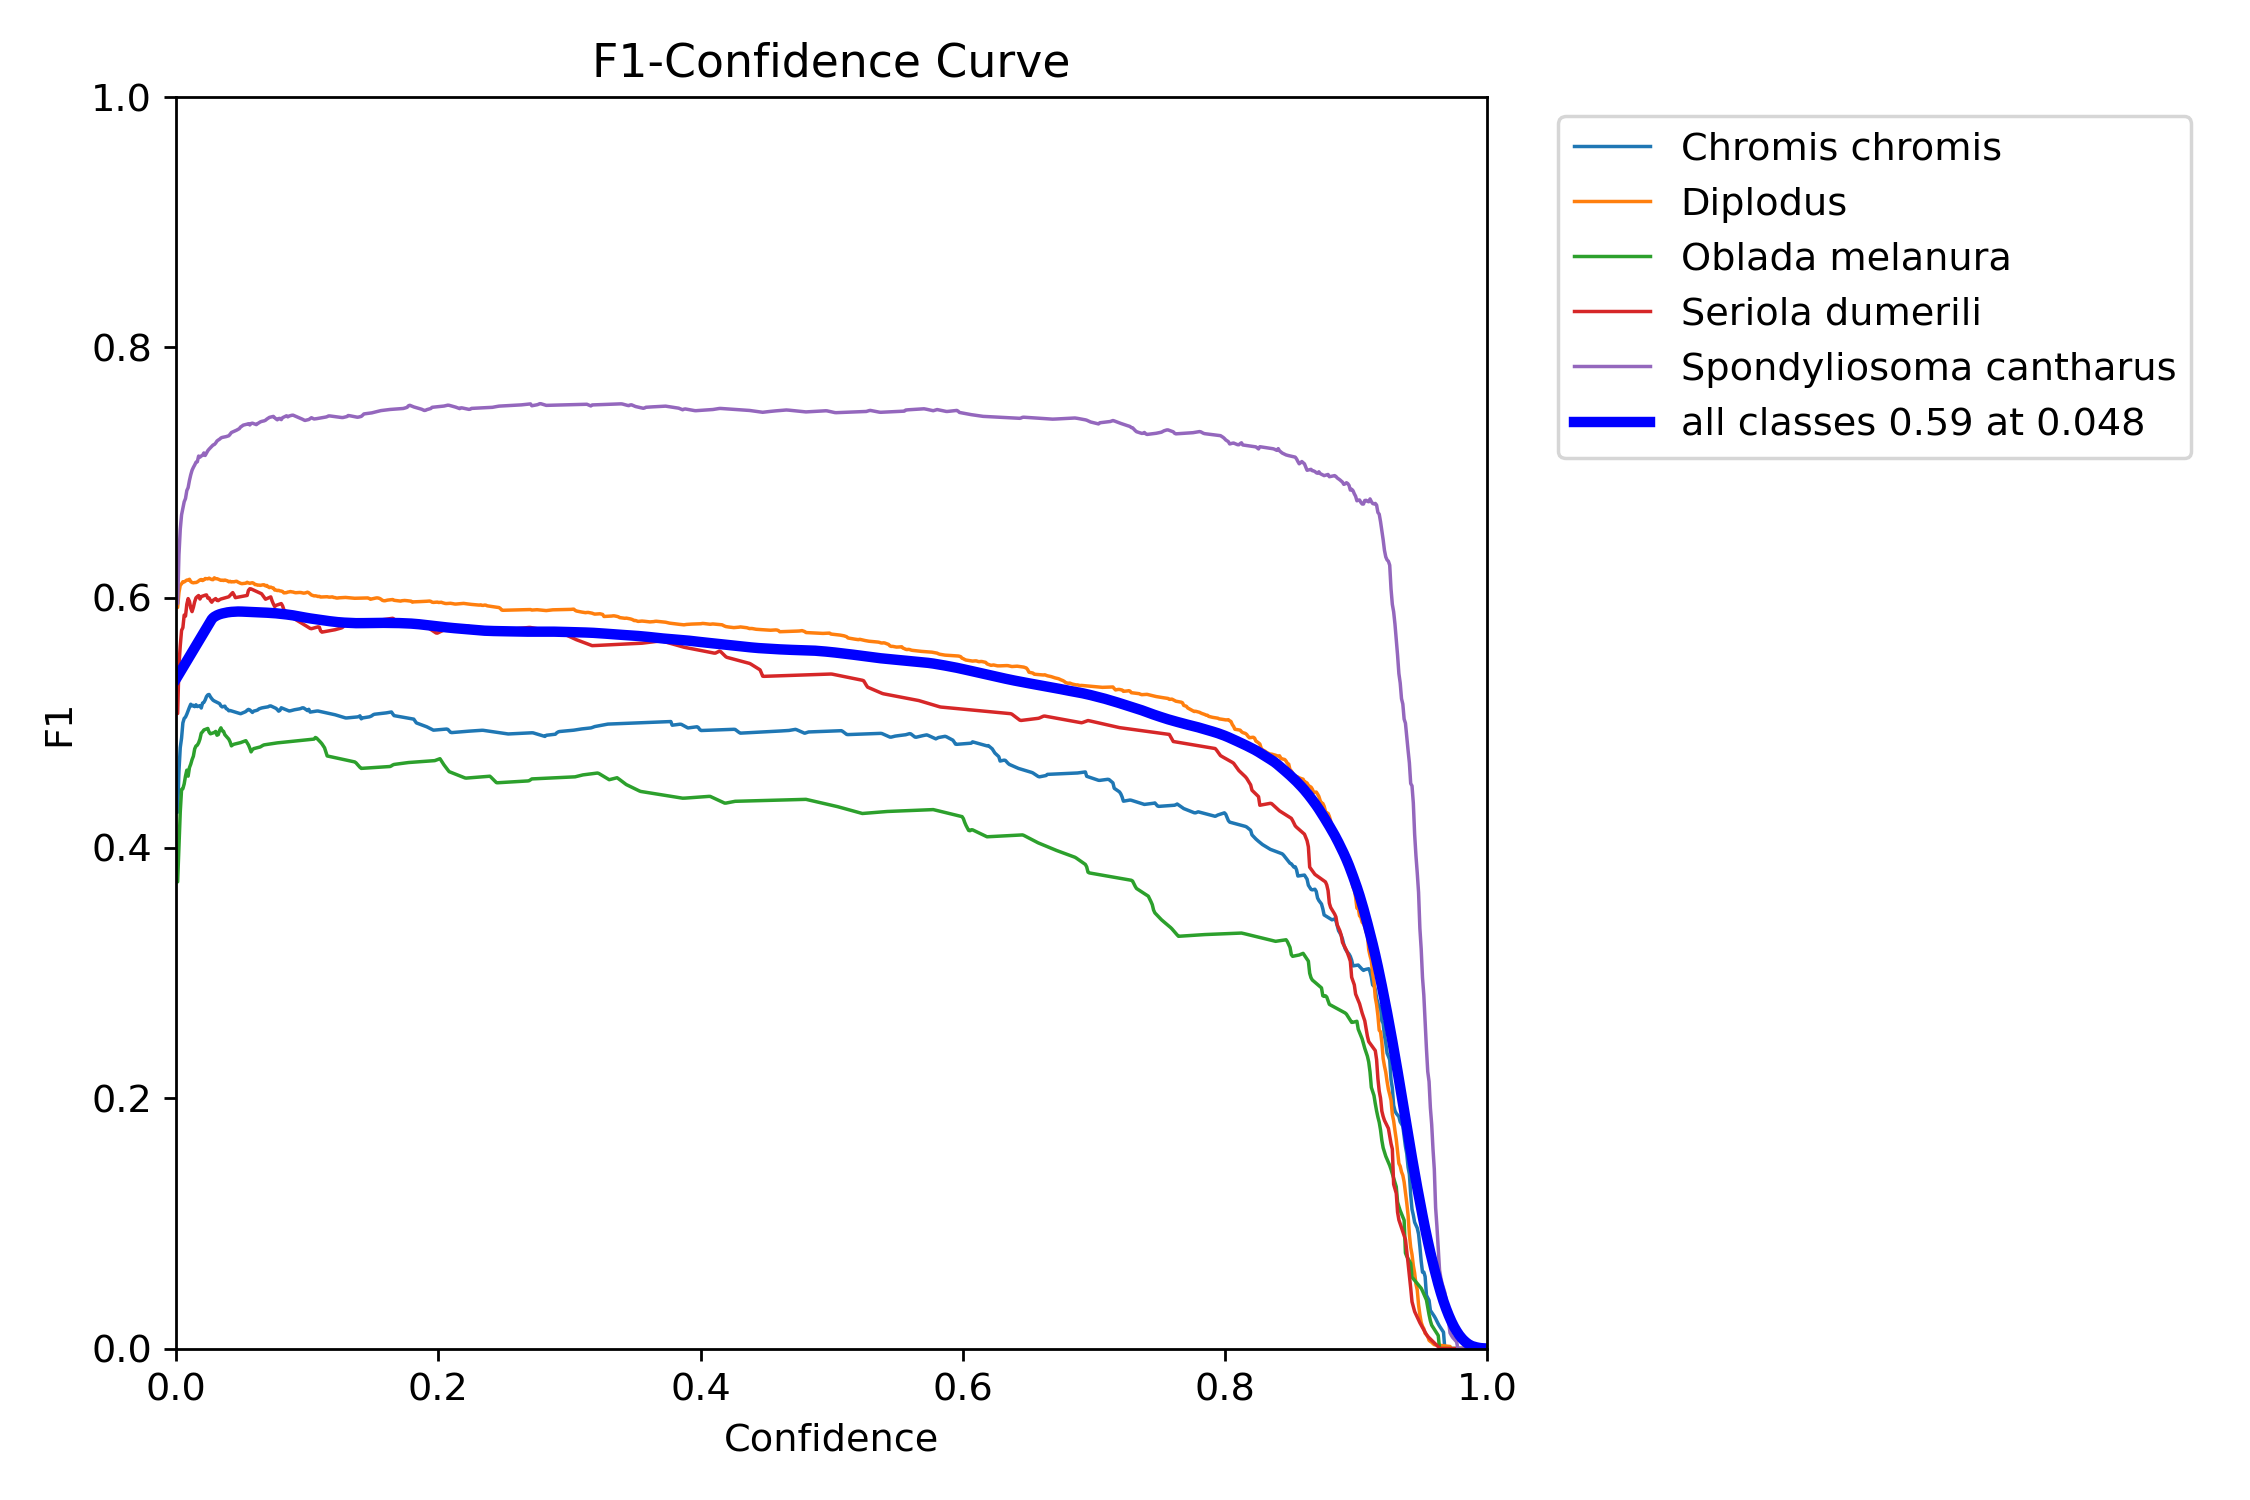 F1-Confidence Curve
1.0
0.8
0.6
0.4
0.2
0.0
F1
0.0 0.2 0.4 0.6 0.8 1.0
Confidence
Chromis chromis
Diplodus
Oblada melanura
Seriola dumerili
Spondyliosoma cantharus
all classes 0.59 at 0.048